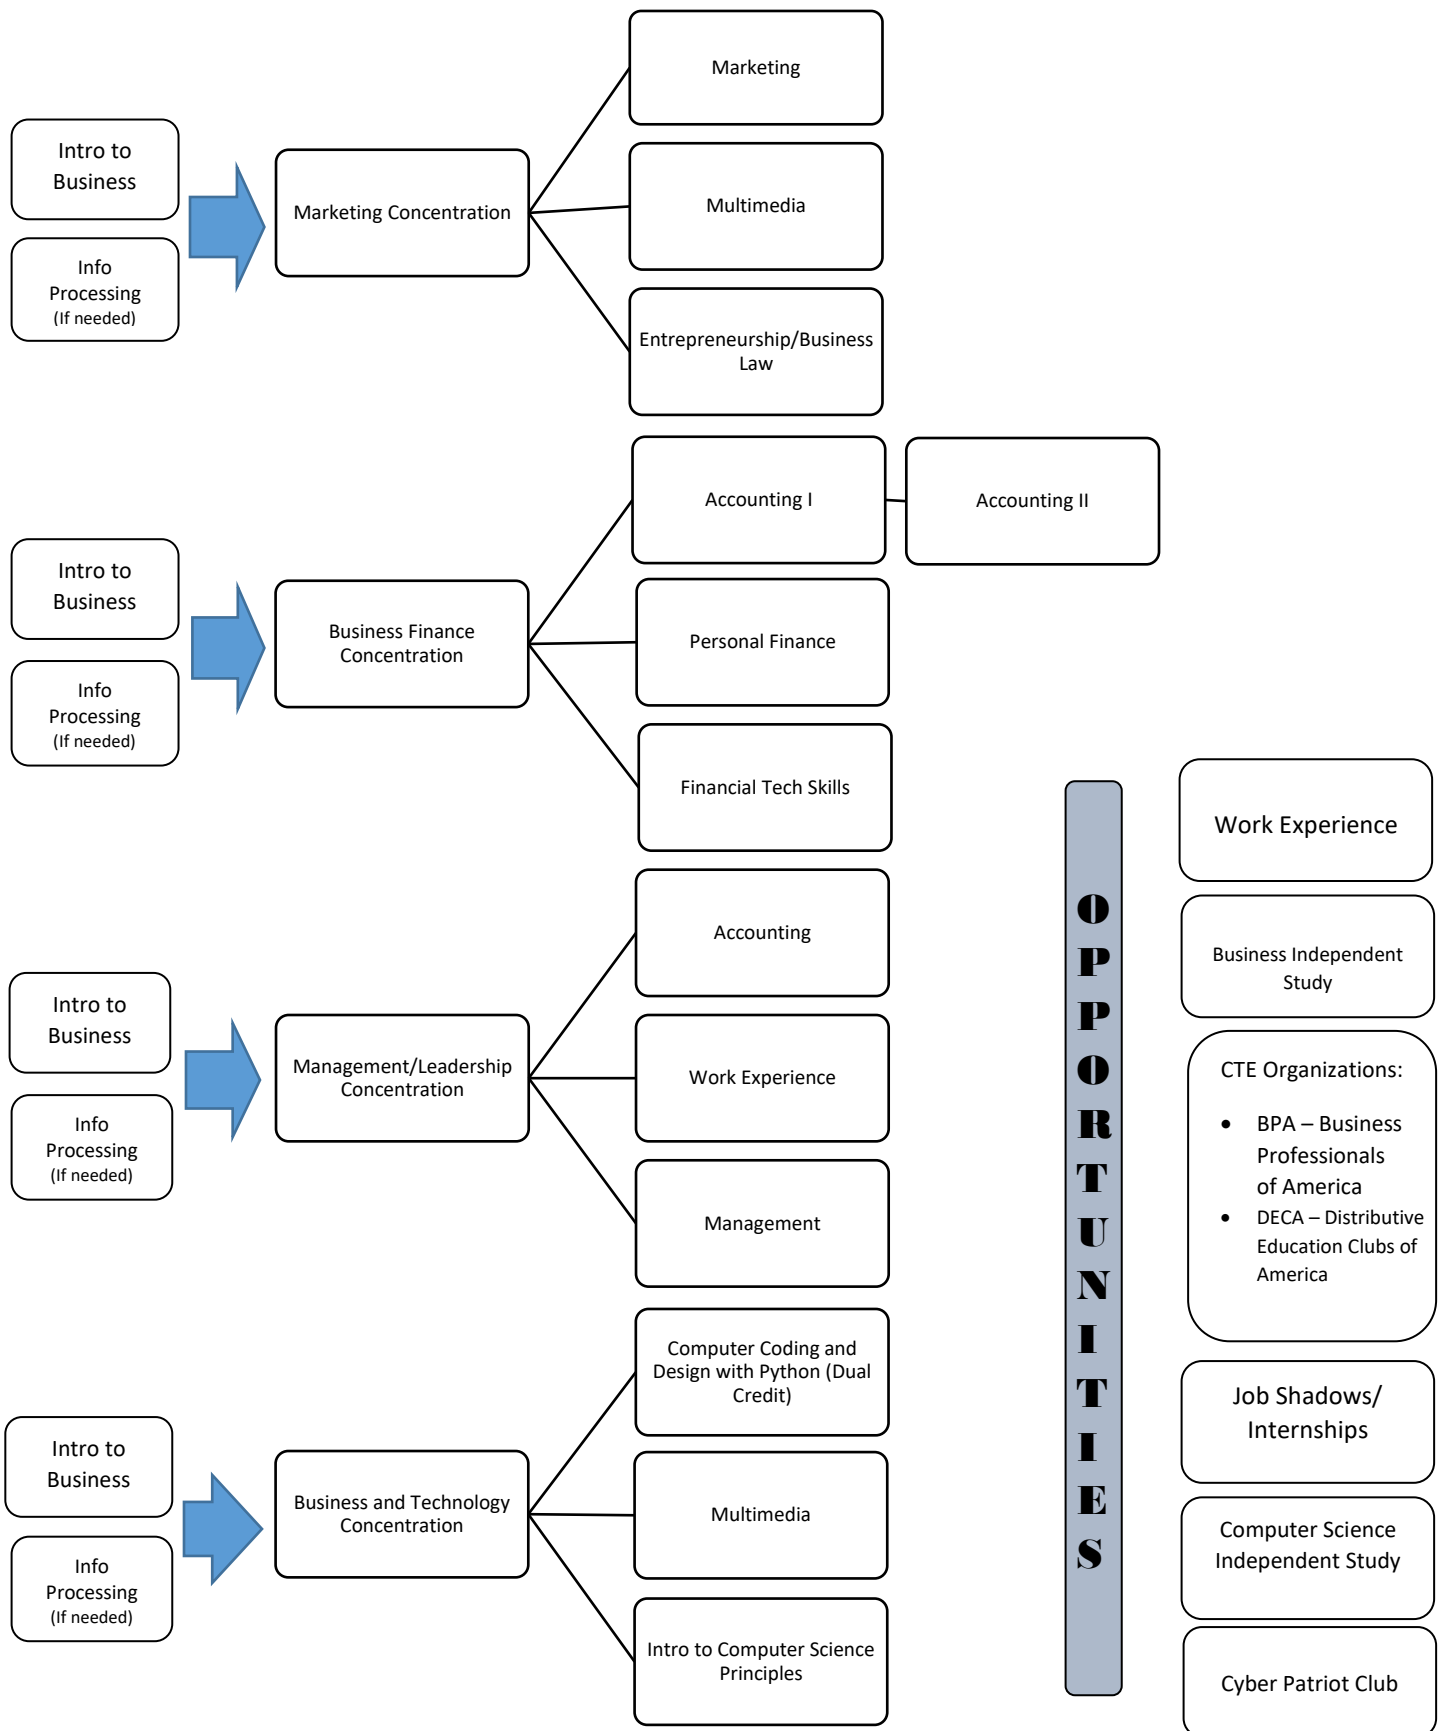 Intro to
Business
Info
Processing
(If needed)
Marketing Concentration
Marketing
Multimedia
Entrepreneurship/Business
Law
Intro to
Business
Info
Processing
(If needed)
Business Finance
Concentration
Accounting I
Accounting II
Personal Finance
Financial Tech Skills
Intro to
Business
Info
Processing
(If needed)
Management/Leadership
Concentration
Accounting
Work Experience
Management
Intro to
Business
Info
Processing
(If needed)
Business and Technology
Concentration
Computer Coding and
Design with Python (Dual
Credit)
Multimedia
Intro to Computer Science
Principles
O
P
P
O
R
T
U
N
I
T
I
E
S
Work Experience
Business Independent
Study
CTE Organizations:
• BPA – Business
Professionals
of America
• DECA – Distributive
Education Clubs of
America
Job Shadows/
Internships
Computer Science
Independent Study
Cyber Patriot Club